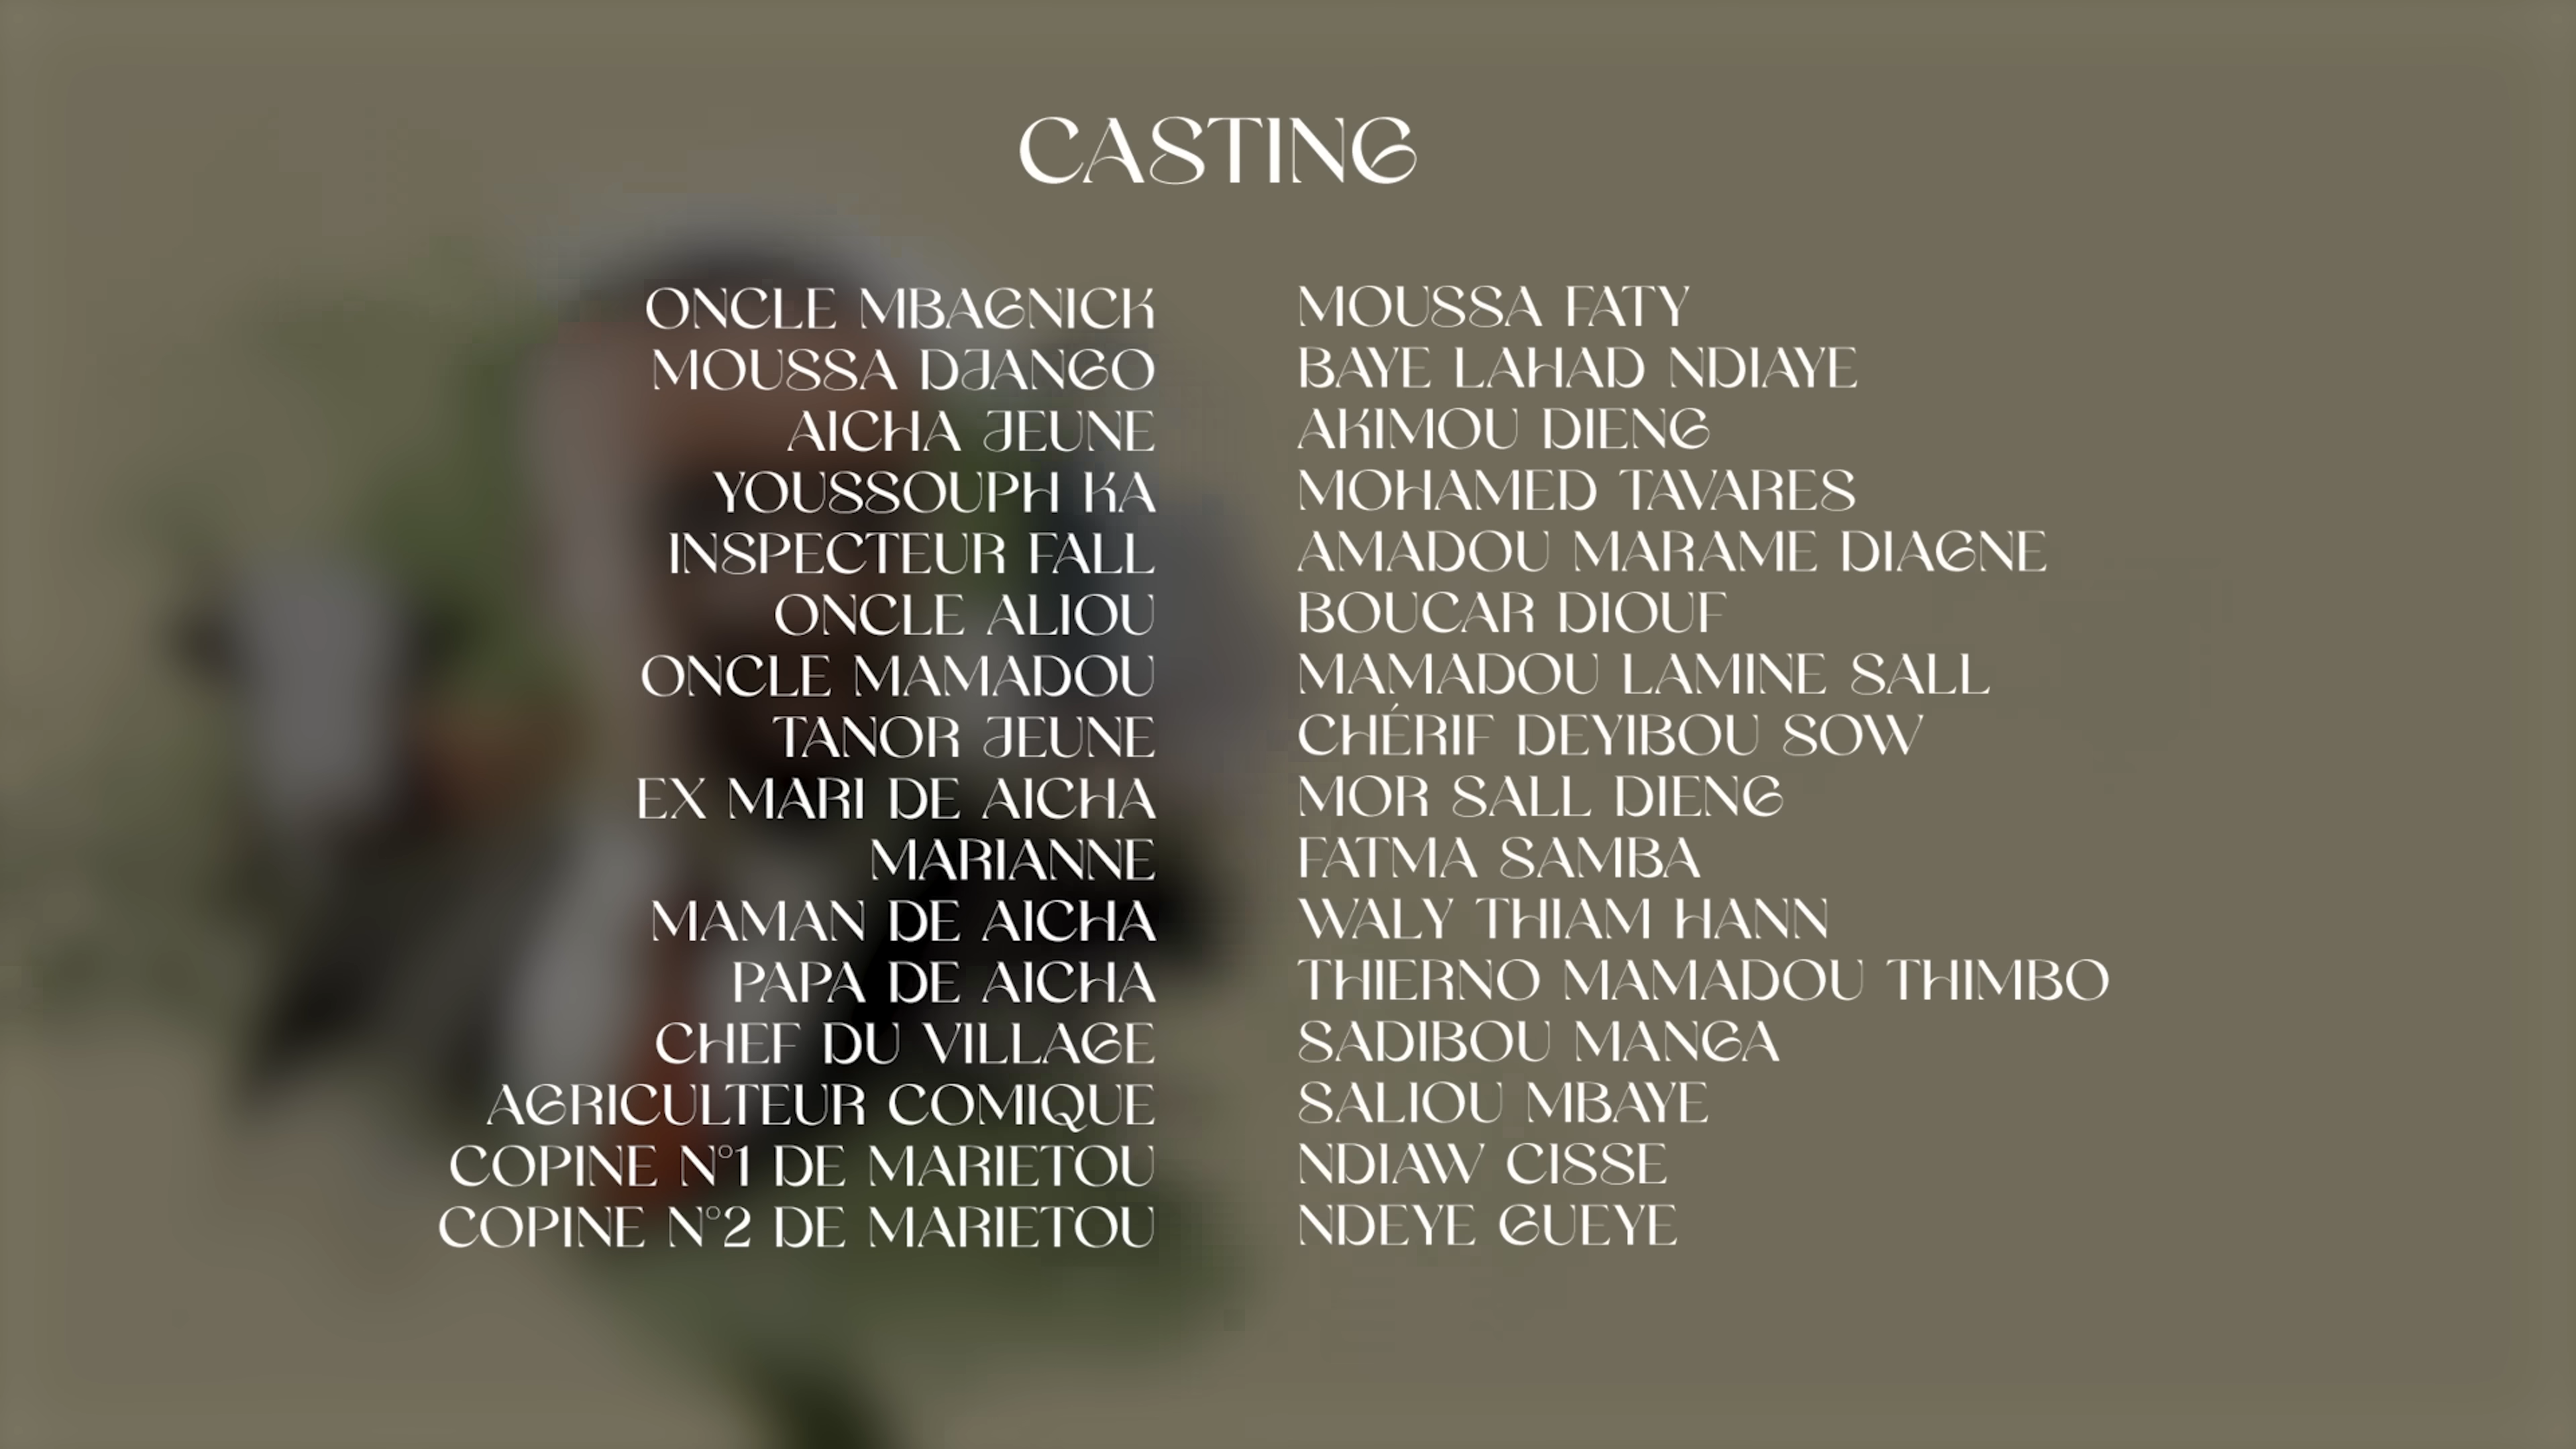 CASTING
ONCLE MBAGNICK MOUSSA FATY
MOUSSA DJANGO BAYE LAHAD NDIAYE
AICHA JEUNE AKIMOU DIENG
YOUSSOUPH KA MOHAMED TAVARES
INSPECTEUR FALL AMADOU MARAME DIAGNE
ONCLE ALIOU BOUCAR DIOUF
ONCLE MAMADOU MAMADOU LAMINE SALL
TANOR JEUNE CHÉRIF DEYIBOU SOW
EX MARI DE AICHA MOR SALL DIENG
MARIANNE FATMA SAMBA
MAMAN DE AICHA WALY THIAM HANN
PAPA DE AICHA THIERNO MAMADOU THIMBO
CHEF DU VILLAGE SADIBOU MANGA
AGRICULTEUR COMIQUE SALIOU MBAYE
COPINE N°1 DE MARIETOU NDIAW CISSE
COPINE N°2 DE MARIETOU NDEYE GUEYE